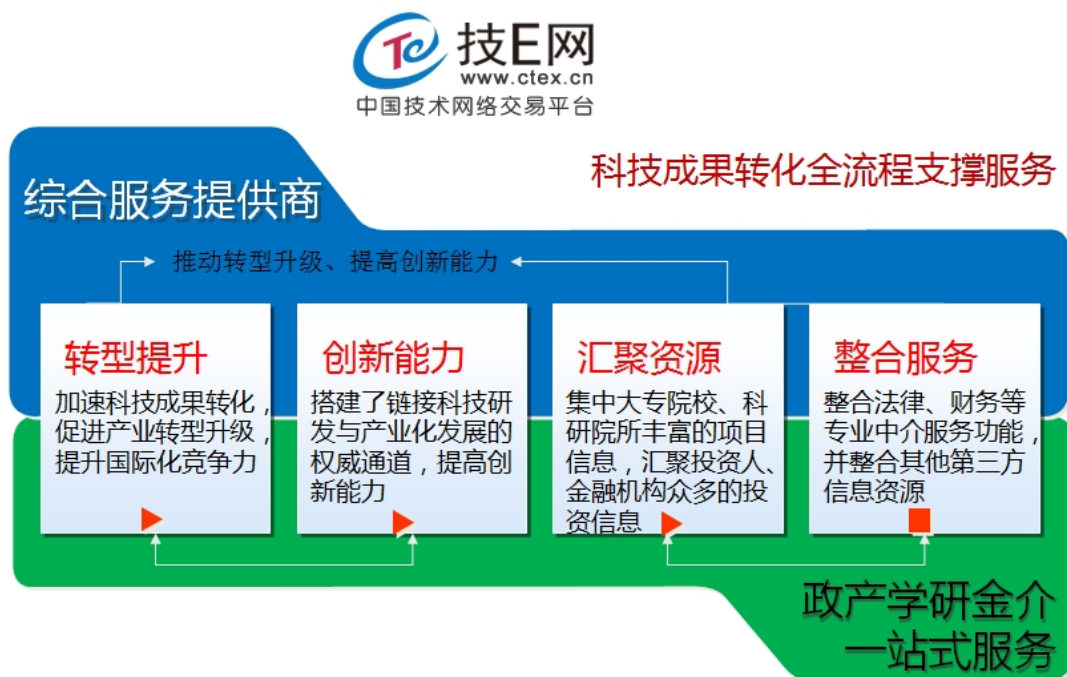 技E网
www.ctex.cn
中国技术网络交易平台
科技成果转化全流程支撑服务
综合服务提供商
推动转型升级、提高创新能力
转型提升
加速科技成果转化，
促进产业转型升级，
提升国际化竞争力
创新能力
搭建了链接科技研
发与产业化发展的
权威通道，提高创
新能力
汇聚资源
集中大专院校、科
研院所丰富的项目
信息，汇聚投资人、
金融机构众多的投
资信息
整合服务
整合法律、财务等
专业中介服务功能，
并整合其他第三方
信息资源
政产学研金介
一站式服务